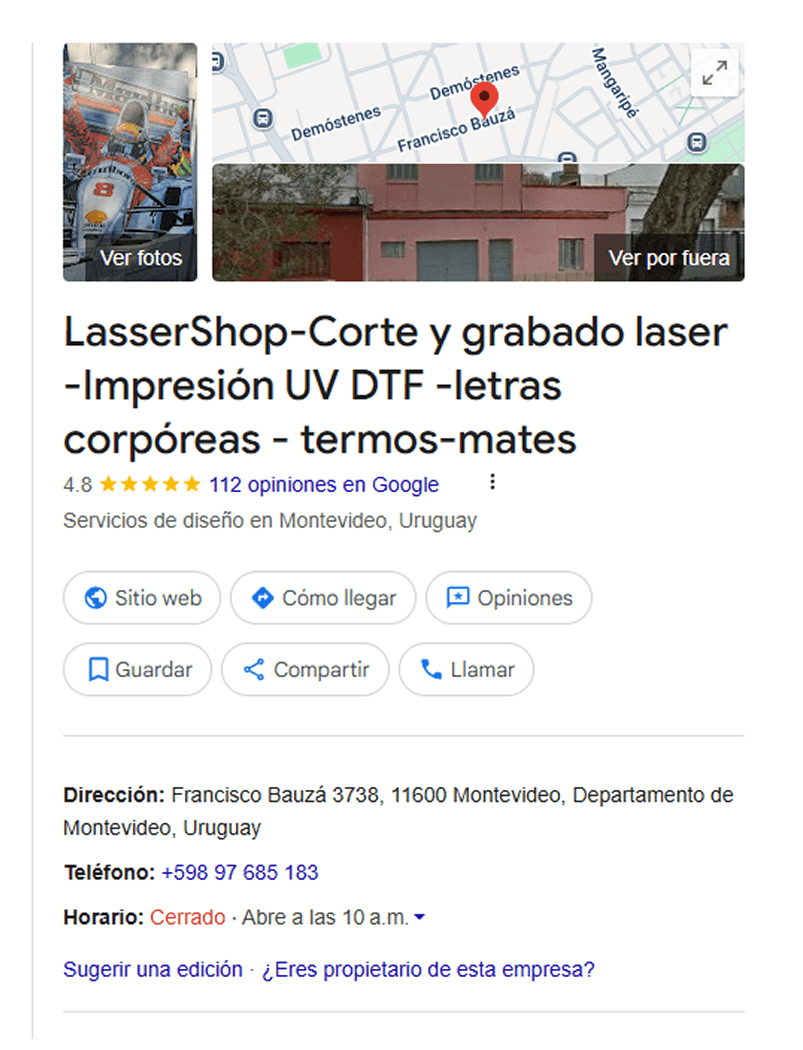 Demóstenes
Demóstenes
Francisco Bauzá
Mangaripé
8
Ver fotos
Ver por fuera
LasserShop-Corte y grabado laser
-Impresión UV DTF -letras
corpóreas - termos-mates
4.8 112 opiniones en Google
Servicios de diseño en Montevideo, Uruguay
Sitio web Cómo llegar Opiniones
Guardar Compartir Llamar
Dirección: Francisco Bauzá 3738, 11600 Montevideo, Departamento de
Montevideo, Uruguay
Teléfono: +598 97 685 183
Horario: Cerrado · Abre a las 10 a.m.
Sugerir una edición · ¿Eres propietario de esta empresa?